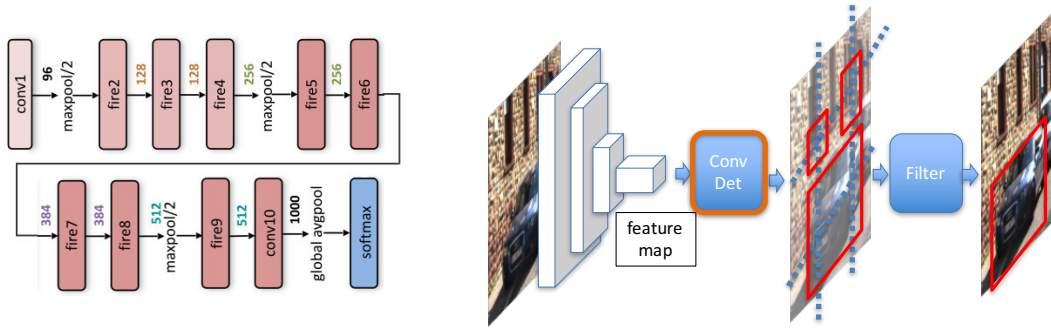 conv1
96
maxpool/2
fire2
128
fire3
128
fire4
256
maxpool/2
fire5
256
fire6
384
fire7
384
fire8
512
maxpool/2
fire9
512
conv10
1000
global avgpool
softmax
feature
map
Conv
Det
Filter